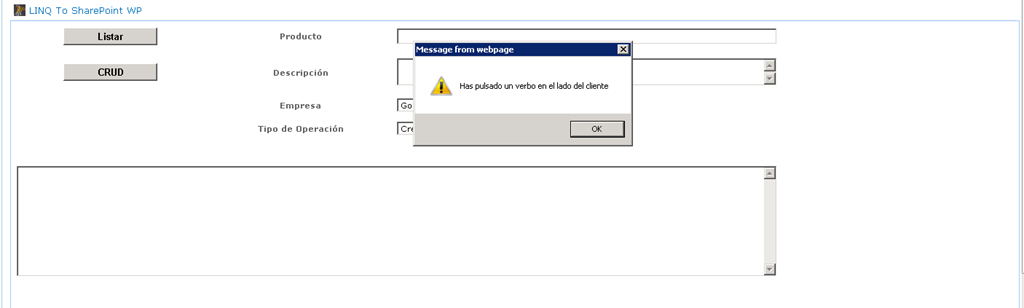 LINQ To SharePoint WP
Listar
Producto
Message from webpage
CRUD
Descripción
Has pulsado un verbo en el lado del cliente
Empresa
Go
Tipo de Operación
Cre
OK